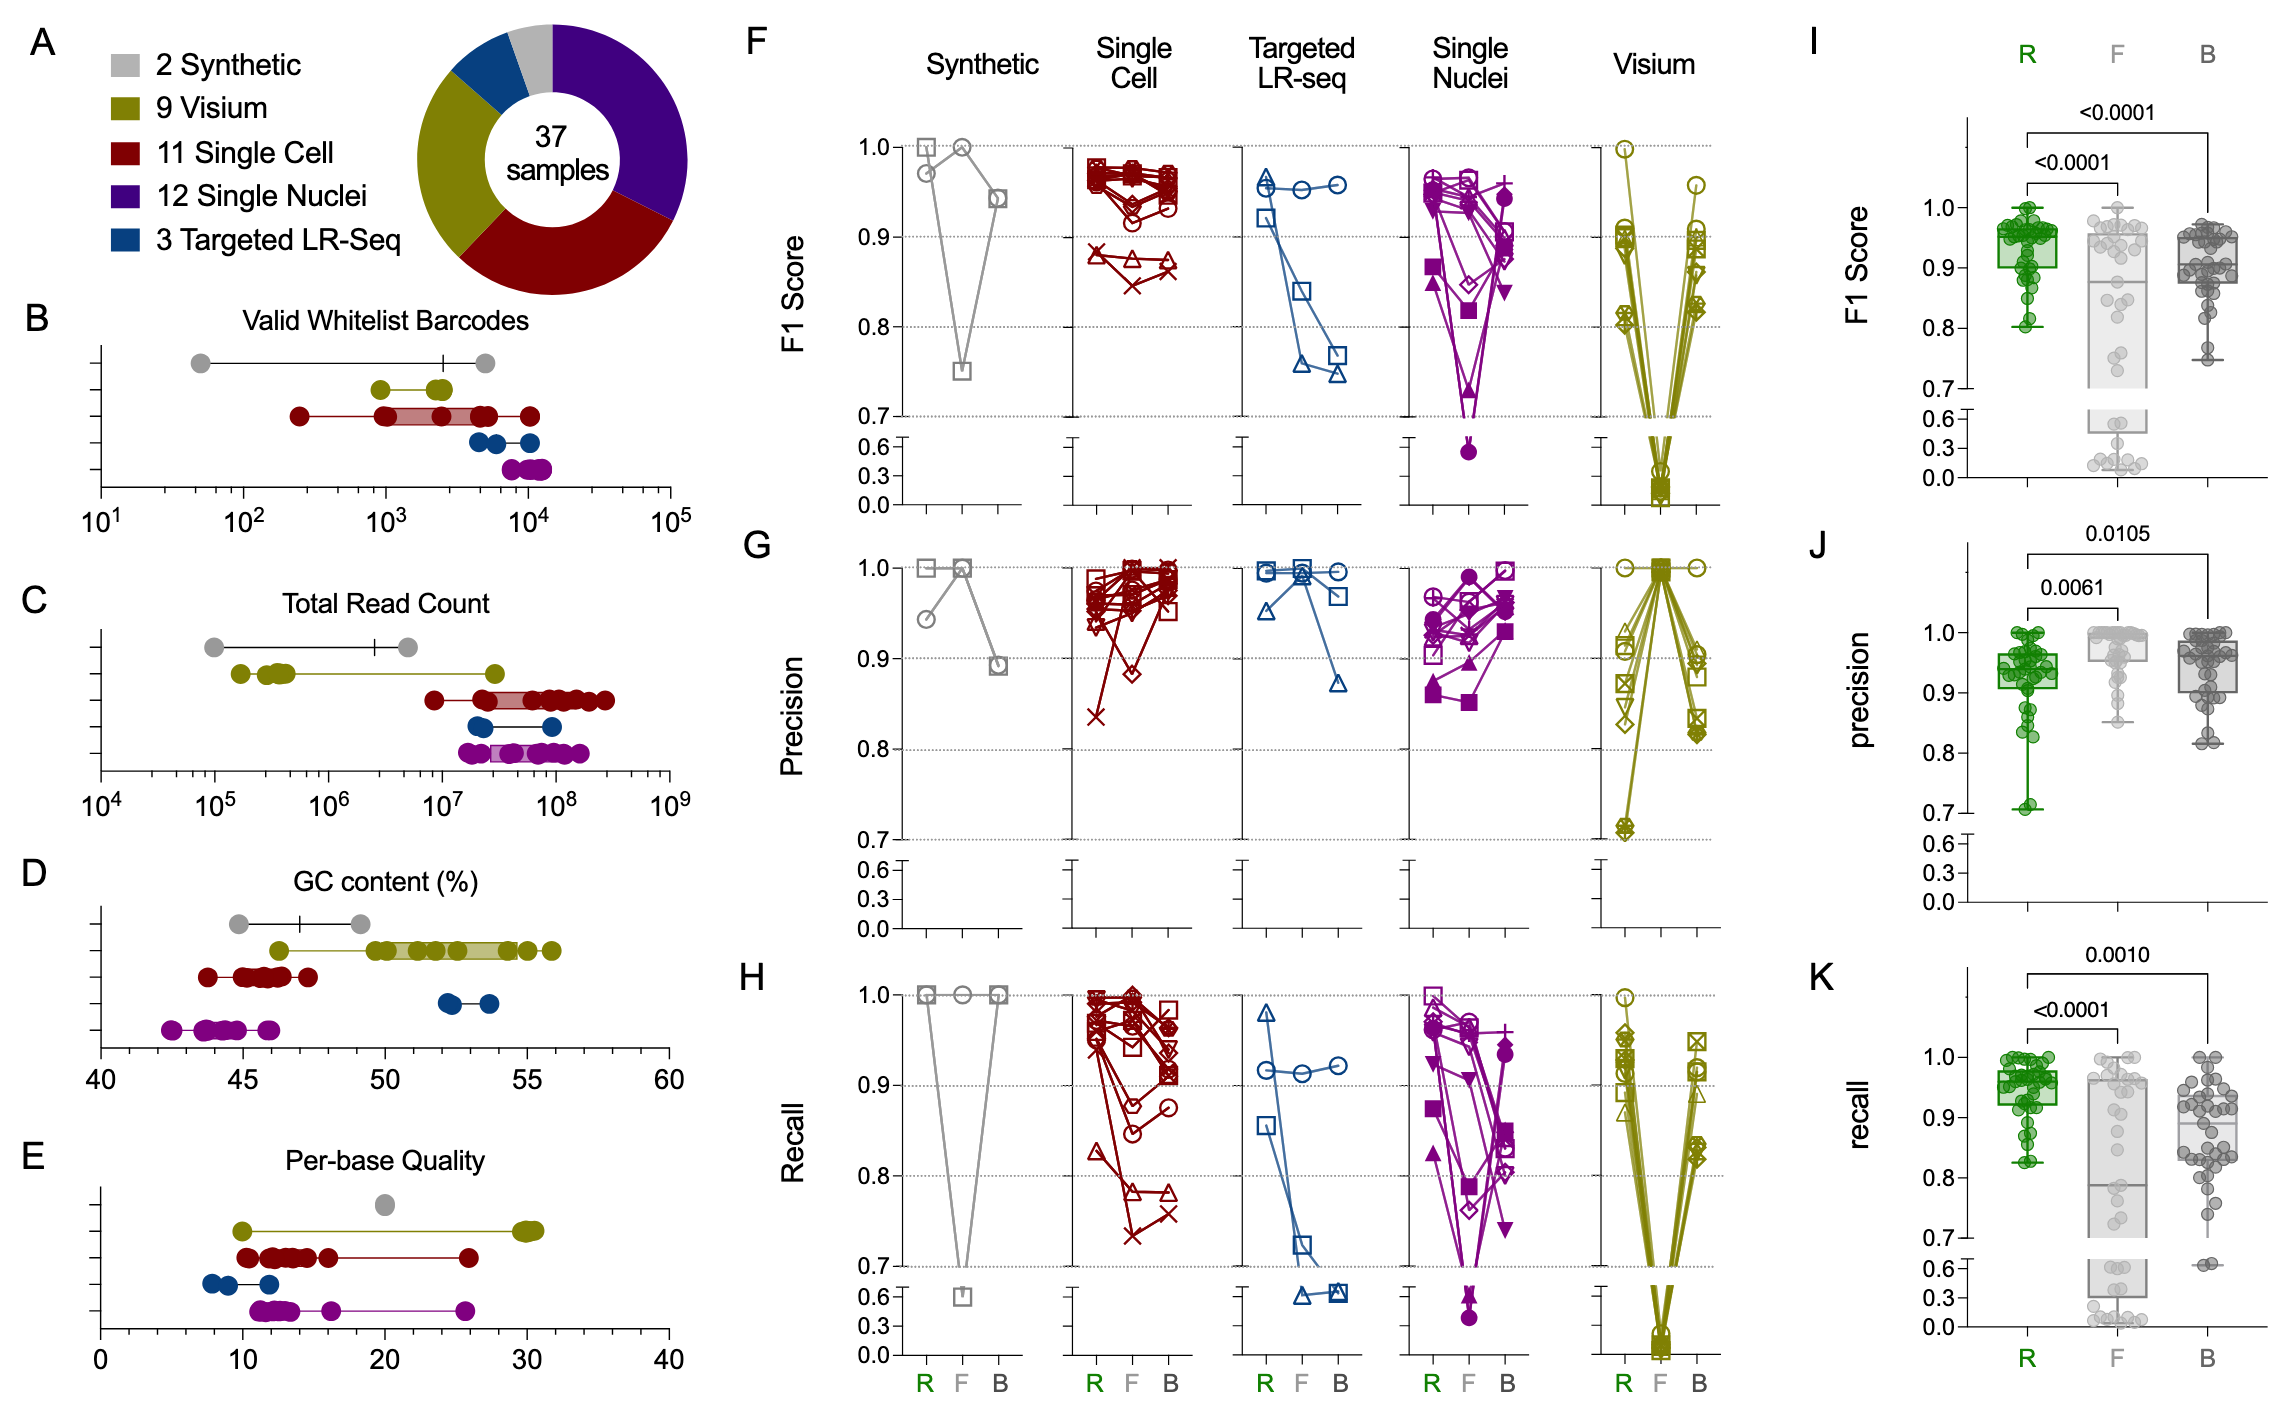 A
2 Synthetic
9 Visium
11 Single Cell
12 Single Nuclei
3 Targeted LR-Seq
37
samples
B
Valid Whitelist Barcodes
10¹ 10² 10³ 10⁴ 10⁵
C
Total Read Count
10⁴ 10⁵ 10⁶ 10⁷ 10⁸ 10⁹
D
GC content (%)
40 45 50 55 60
E
Per-base Quality
0 10 20 30 40
F
Synthetic
Single
Cell
Targeted
LR-seq
Single
Nuclei
Visium
F1 Score
1.0
0.9
0.8
0.7
0.6
0.3
0.0
G
Precision
1.0
0.9
0.8
0.7
0.6
0.3
0.0
H
Recall
1.0
0.9
0.8
0.7
0.6
0.3
0.0
R F B R F B R F B R F B R F B
I
R F B
<0.0001
<0.0001
F1 Score
1.0
0.9
0.8
0.7
0.6
0.3
0.0
J
0.0105
0.0061
precision
1.0
0.9
0.8
0.7
0.6
0.3
0.0
K
0.0010
<0.0001
recall
1.0
0.9
0.8
0.7
0.6
0.3
0.0
R F B